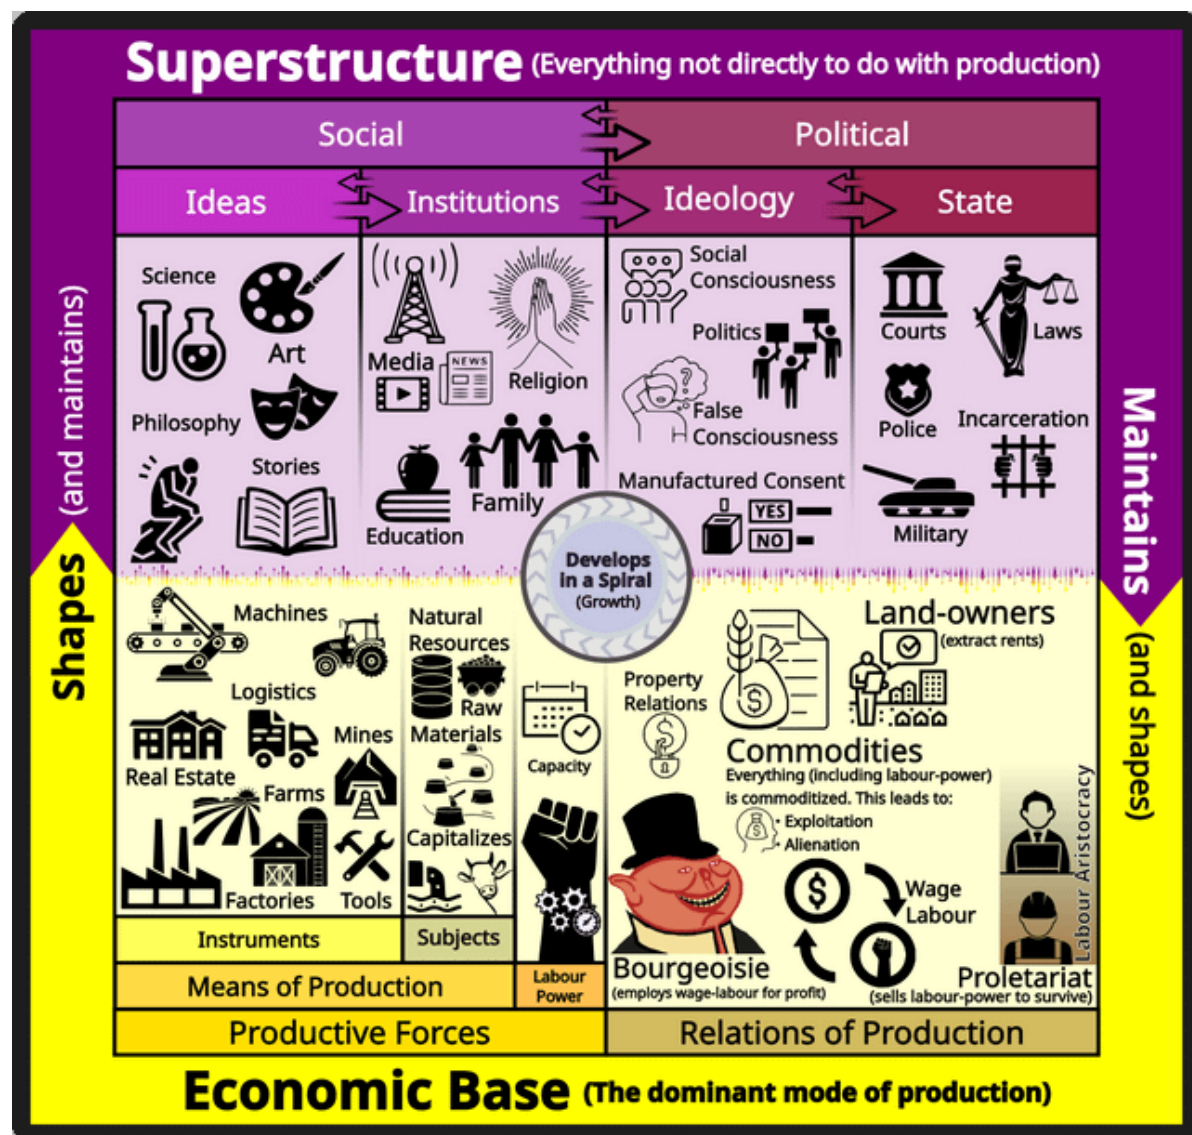 Superstructure (Everything not directly to do with production)
Social
Political
Ideas
Institutions
Ideology
State
Science
Art
Philosophy
Stories
Media
NEWS
Religion
Family
Education
Social
Consciousness
Politics
?
False
Consciousness
Manufactured Consent
YES
NO
Courts
Laws
Police
Incarceration
Military
Shapes (and maintains)
Maintains (and shapes)
Develops
in a Spiral
(Growth)
Machines
Logistics
Real Estate
Mines
Farms
Factories
Tools
Natural
Resources
Raw
Materials
Capitalizes
Capacity
Instruments
Subjects
Means of Production
Labour
Power
Productive Forces
Property
Relations
$
$
Land-owners
(extract rents)
Commodities
Everything (including labour-power)
is commoditized. This leads to:
$
· Exploitation
· Alienation
$
Wage
Labour
Bourgeoisie
(employs wage-labour for profit)
Labour Aristocracy
Proletariat
(sells labour-power to survive)
Relations of Production
Economic Base (The dominant mode of production)